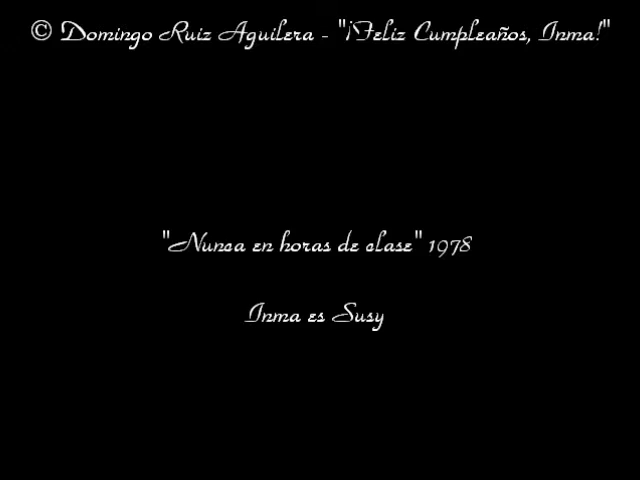 © Domingo Ruiz Aguilera - "¡Feliz Cumpleaños, Inma!"
"Nunca en horas de clase" 1978
Inma es Susy